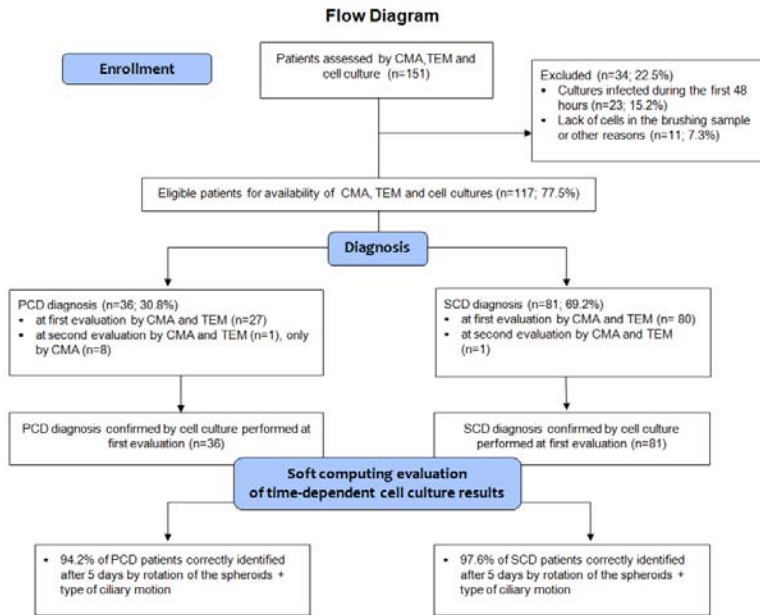 Flow Diagram
Enrollment
Patients assessed by CMA,TEM and
cell culture (n=151)
Excluded (n=34; 22.5%)
▪ Cultures infected during the first 48
hours (n=23; 15.2%)
▪ Lack of cells in the brushing sample
or other reasons (n=11; 7.3%)
Eligible patients for availability of CMA, TEM and cell cultures (n=117; 77.5%)
Diagnosis
PCD diagnosis (n=36; 30.8%)
▪ at first evaluation by CMA and TEM (n=27)
▪ at second evaluation by CMA and TEM (n=1), only
by CMA (n=8)
SCD diagnosis (n=81; 69.2%)
▪ at first evaluation by CMA and TEM (n= 80)
▪ at second evaluation by CMA and TEM
(n=1)
PCD diagnosis confirmed by cell culture performed at
first evaluation (n=36)
SCD diagnosis confirmed by cell culture
performed at first evaluation (n=81)
Soft computing evaluation
of time-dependent cell culture results
▪ 94.2% of PCD patients correctly identified
after 5 days by rotation of the spheroids +
type of ciliary motion
▪ 97.6% of SCD patients correctly identified
after 5 days by rotation of the spheroids +
type of ciliary motion